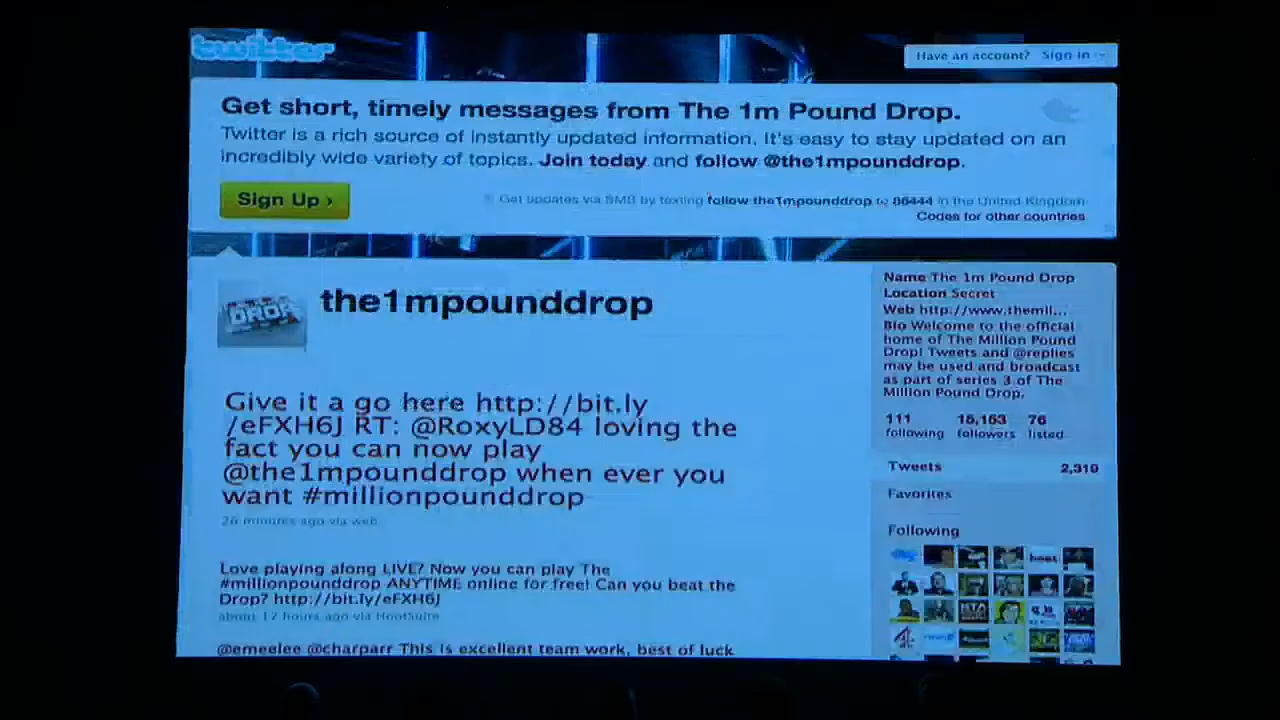 twitter
Have an account? Sign in
Get short, timely messages from The 1m Pound Drop.
Twitter is a rich source of instantly updated information. It's easy to stay updated on an
incredibly wide variety of topics. Join today and follow @the1mpounddrop.
Sign Up ›
Get updates via SMS by texting follow the1mpounddrop to 86444 in the United Kingdom
Codes for other countries
DROP
the1mpounddrop
Give it a go here http://bit.ly
/eFXH6J RT: @RoxyLD84 loving the
fact you can now play
@the1mpounddrop when ever you
want #millionpounddrop
26 minutes ago via web
Love playing along LIVE? Now you can play The
#millionpounddrop ANYTIME online for free! Can you beat the
Drop? http://bit.ly/eFXH6J
about 17 hours ago via HootSuite
@emeelee @charparr This is excellent team work, best of luck
Name The 1m Pound Drop
Location Secret
Web http://www.themil...
Bio Welcome to the official
home of The Million Pound
Drop! Tweets and @replies
may be used and broadcast
as part of series 3 of The
Million Pound Drop.
111 15,163 76
following followers listed
Tweets 2,310
Favorites
Following